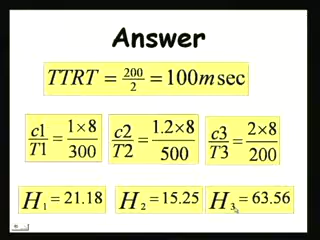 Answer
TTRT = 200/2 = 100m sec
c1/T1 = 1×8/300
c2/T2 = 1.2×8/500
c3/T3 = 2×8/200
H1 = 21.18
H2 = 15.25
H3 = 63.56